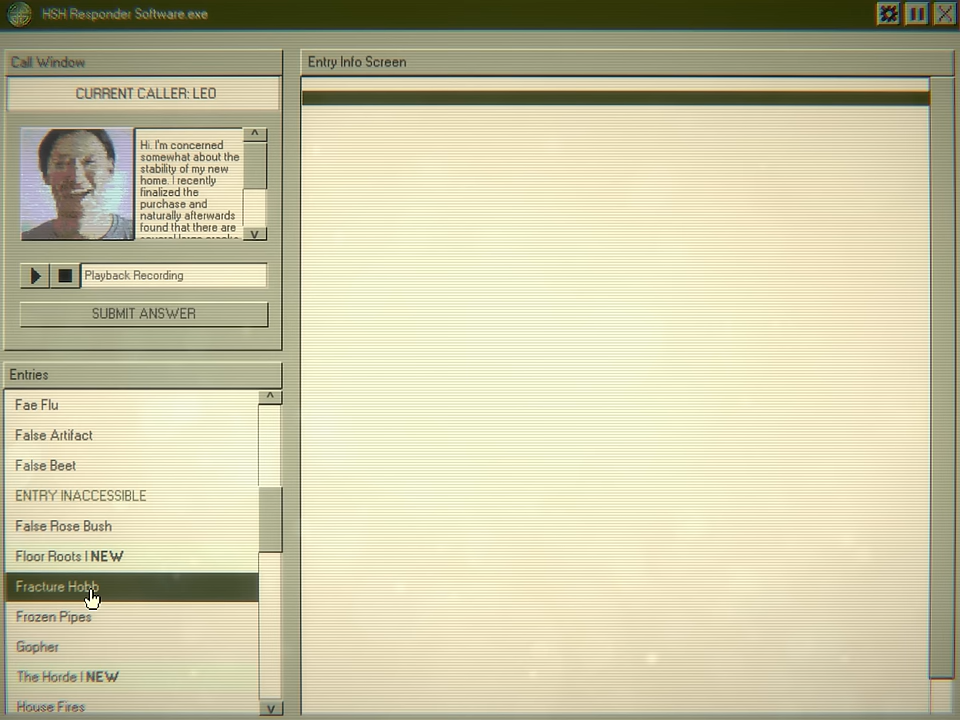 HSH Responder Software.exe
Call Window
CURRENT CALLER: LEO
Hi. I'm concerned
somewhat about the
stability of my new
home. I recently
finalized the
purchase and
naturally afterwards
found that there are
several large cracks
Playback Recording
SUBMIT ANSWER
Entries
Fae Flu
False Artifact
False Beet
ENTRY INACCESSIBLE
False Rose Bush
Floor Roots | NEW
Fracture Hobb
Frozen Pipes
Gopher
The Horde | NEW
House Fires
Entry Info Screen